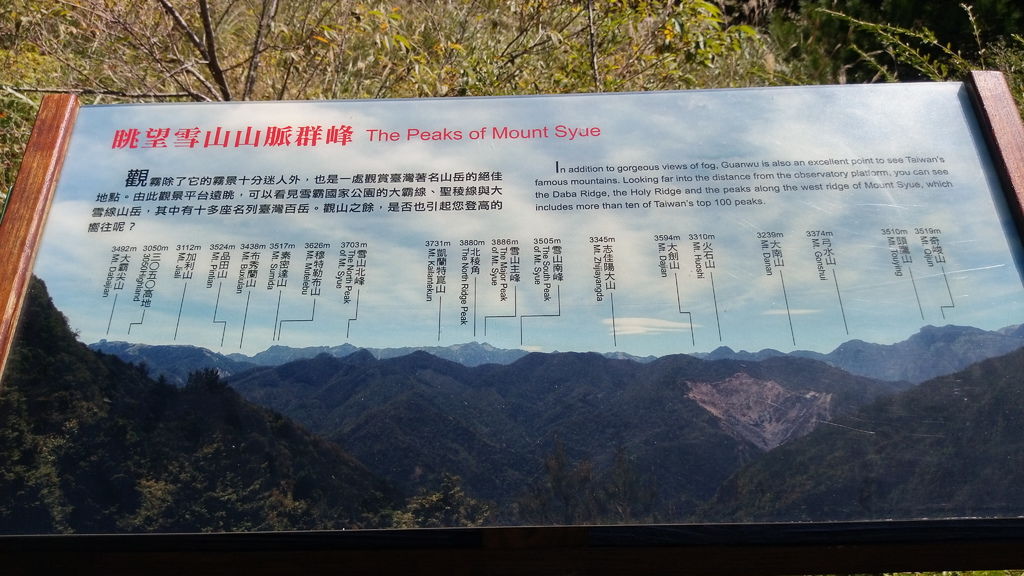 眺望雪山山脈群峰 The Peaks of Mount Syue
觀霧除了它的霧景十分迷人外，也是一處觀賞臺灣著名山岳的絕佳
地點。由此觀景平台遠眺，可以看見雪霸國家公園的大霸線、聖稜線與大
雪線山岳，其中有十多座名列臺灣百岳。觀山之餘，是否也引起您登高的
嚮往呢？
In addition to gorgeous views of fog, Guanwu is also an excellent point to see Taiwan's
famous mountains. Looking far into the distance from the observatory platform, you can see
the Daba Ridge, the Holy Ridge and the peaks along the west ridge of Mount Syue, which
includes more than ten of Taiwan's top 100 peaks.
3492m
大霸尖山
Mt. Dabajian
3050m
三〇五〇高地
3050Highland
3112m
加利山
Mt. Jiali
3524m
品田山
Mt. Pintian
3438m
布秀蘭山
Mt. Busioulan
3517m
素密達山
Mt. Sumida
3626m
穆特勒布山
Mt. Mutelebu
3703m
雪山北峰
The North Peak
of Mt. Syue
3731m
凱蘭特崑山
Mt. Kailantekun
3880m
北稜角
The North Ridge Peak
3886m
雪山主峰
The Main Peak
of Mt. Syue
3505m
雪山南峰
The South Peak
of Mt. Syue
3345m
志佳陽大山
Mt. Zhijiayangda
3594m
大劍山
Mt. Dajian
3310m
火石山
Mt. Huoshi
3239m
大南山
Mt. Danan
3374m
弓水山
Mt. Gonshui
3510m
頭鷹山
Mt. Touying
3519m
奇峻山
Mt. Qijun